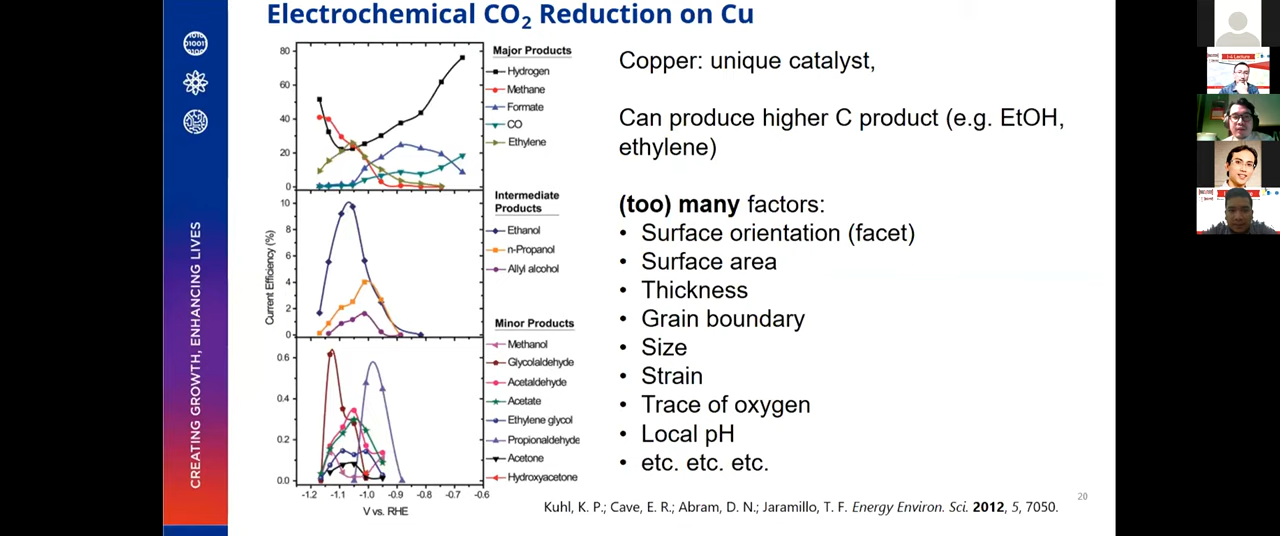 Electrochemical CO2 Reduction on Cu
CREATING GROWTH, ENHANCING LIVES
Current Efficiency (%)
80
60
40
20
0
10
8
6
4
2
0
0.6
0.4
0.2
0.0
-1.2 -1.1 -1.0 -0.9 -0.8 -0.7 -0.6
V vs. RHE
Major Products
Hydrogen
Methane
Formate
CO
Ethylene
Intermediate
Products
Ethanol
n-Propanol
Allyl alcohol
Minor Products
Methanol
Glycolaldehyde
Acetaldehyde
Acetate
Ethylene glycol
Propionaldehyde
Acetone
Hydroxyacetone
Copper: unique catalyst,
Can produce higher C product (e.g. EtOH,
ethylene)
(too) many factors:
• Surface orientation (facet)
• Surface area
• Thickness
• Grain boundary
• Size
• Strain
• Trace of oxygen
• Local pH
• etc. etc. etc.
20
Kuhl, K. P.; Cave, E. R.; Abram, D. N.; Jaramillo, T. F. Energy Environ. Sci. 2012, 5, 7050.